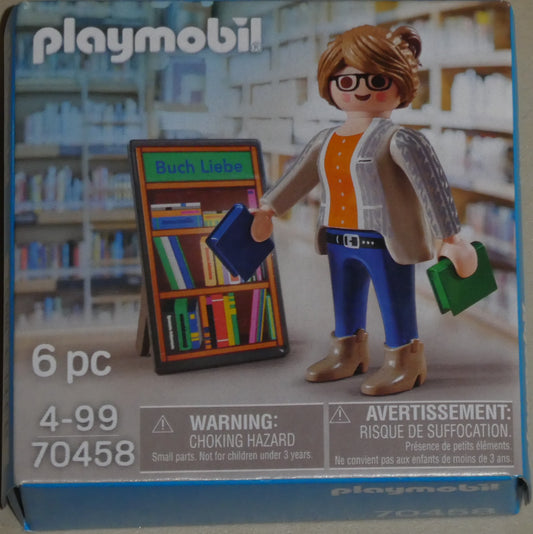 playmobil
Buch Liebe
6 pc
4-99
70458
WARNING:
CHOKING HAZARD
Small parts. Not for children under 3 years.
AVERTISSEMENT:
RISQUE DE SUFFOCATION.
Présence de petits éléments.
Ne convient pas aux enfants de moins de 3 ans.
playmobil
70458